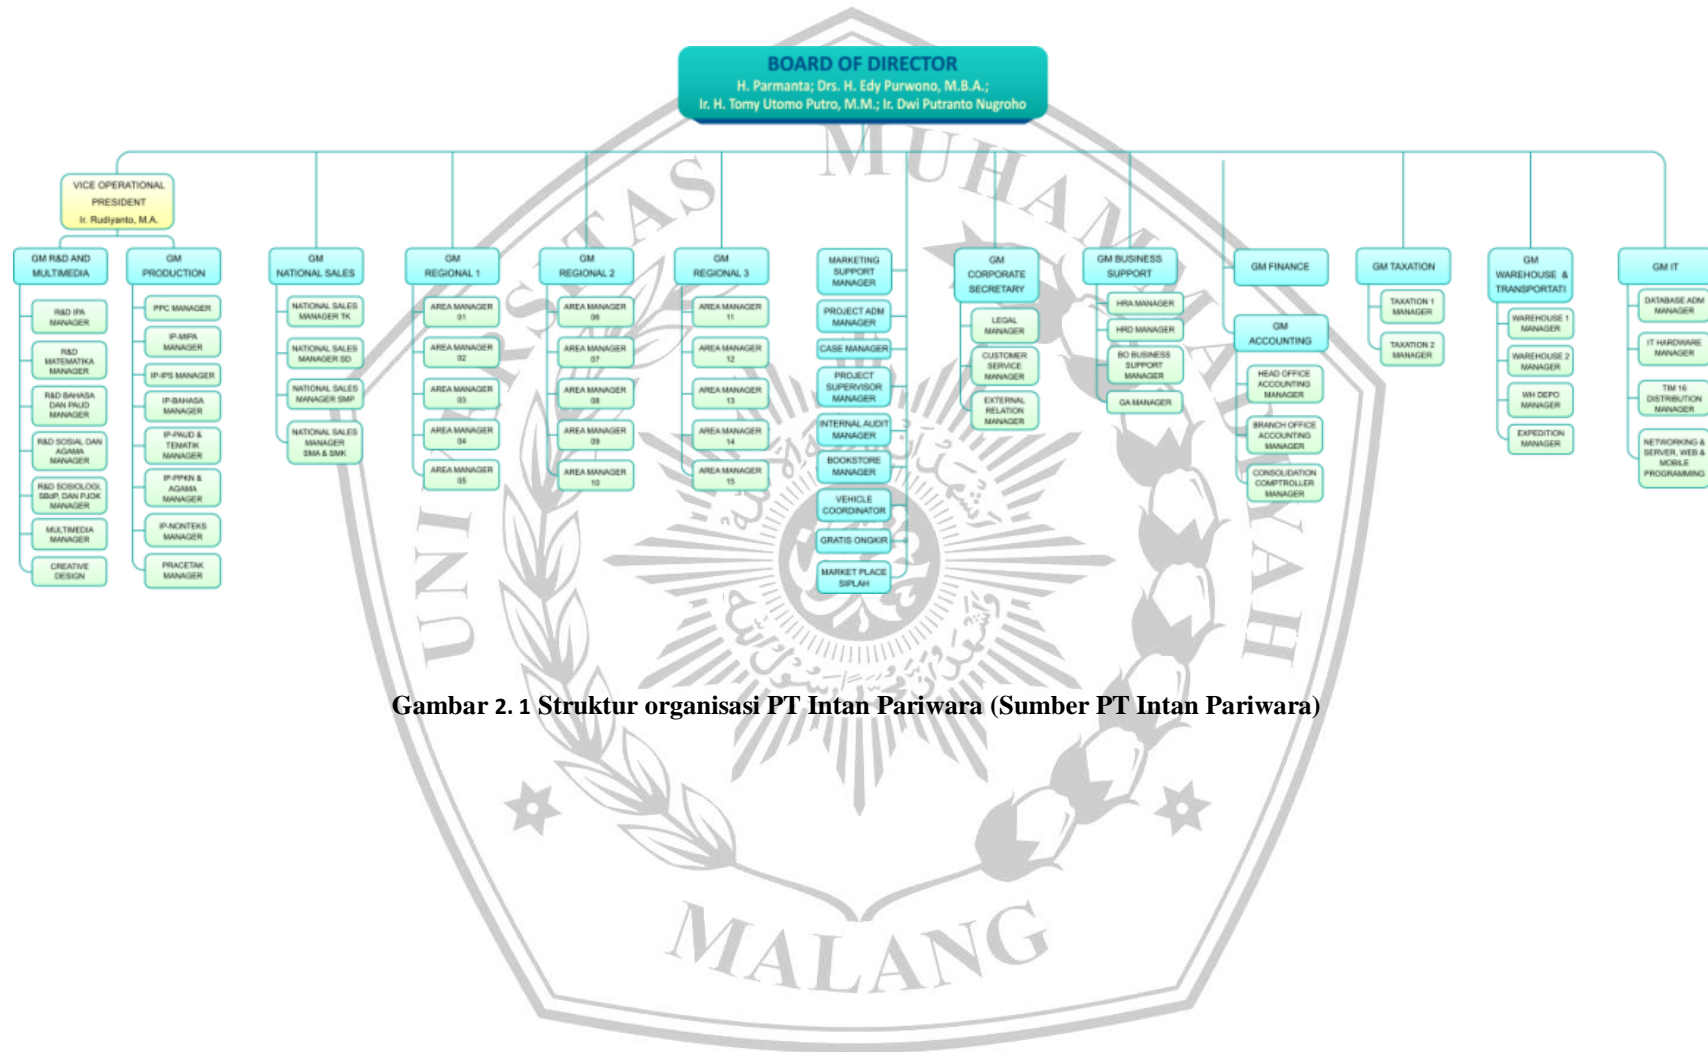 BOARD OF DIRECTOR
H. Parmanta; Drs. H. Edy Purwono, M.B.A.;
Ir. H. Tomy Utomo Putro, M.M.; Ir. Dwi Putranto Nugroho
VICE OPERATIONAL
PRESIDENT
Ir. Rudiyanto, M.A.
GM R&D AND
MULTIMEDIA
R&D IPA
MANAGER
R&D
MATEMATIKA
MANAGER
R&D BAHASA
DAN PAUD
MANAGER
R&D SOSIAL DAN
AGAMA
MANAGER
R&D SOSIOLOGI,
SBdP, DAN PJOK
MANAGER
MULTIMEDIA
MANAGER
CREATIVE
DESIGN
GM
PRODUCTION
PPC MANAGER
IP-MIPA
MANAGER
IP-IPS MANAGER
IP-BAHASA
MANAGER
IP-PAUD &
TEMATIK
MANAGER
IP-PPKN &
AGAMA
MANAGER
IP-NONTEKS
MANAGER
PRACETAK
MANAGER
GM
NATIONAL SALES
NATIONAL SALES
MANAGER TK
NATIONAL SALES
MANAGER SD
NATIONAL SALES
MANAGER SMP
NATIONAL SALES
MANAGER
SMA & SMK
GM
REGIONAL 1
AREA MANAGER
01
AREA MANAGER
02
AREA MANAGER
03
AREA MANAGER
04
AREA MANAGER
05
GM
REGIONAL 2
AREA MANAGER
06
AREA MANAGER
07
AREA MANAGER
08
AREA MANAGER
09
AREA MANAGER
10
GM
REGIONAL 3
AREA MANAGER
11
AREA MANAGER
12
AREA MANAGER
13
AREA MANAGER
14
AREA MANAGER
15
MARKETING
SUPPORT
MANAGER
PROJECT ADM
MANAGER
CASE MANAGER
PROJECT
SUPERVISOR
MANAGER
INTERNAL AUDIT
MANAGER
BOOKSTORE
MANAGER
VEHICLE
COORDINATOR
GRATIS ONGKIR
MARKET PLACE
SIPLAH
GM
CORPORATE
SECRETARY
LEGAL
MANAGER
CUSTOMER
SERVICE
MANAGER
EXTERNAL
RELATION
MANAGER
GM BUSINESS
SUPPORT
HRA MANAGER
HRD MANAGER
BO BUSINESS
SUPPORT
MANAGER
GA MANAGER
GM FINANCE
GM
ACCOUNTING
HEAD OFFICE
ACCOUNTING
MANAGER
BRANCH OFFICE
ACCOUNTING
MANAGER
CONSOLIDATION
COMPTROLLER
MANAGER
GM TAXATION
TAXATION 1
MANAGER
TAXATION 2
MANAGER
GM
WAREHOUSE &
TRANSPORTATI
WAREHOUSE 1
MANAGER
WAREHOUSE 2
MANAGER
WH DEPO
MANAGER
EXPEDITION
MANAGER
GM IT
DATABASE ADM
MANAGER
IT HARDWARE
MANAGER
TIM 16
DISTRIBUTION
MANAGER
NETWORKING &
SERVER, WEB &
MOBILE
PROGRAMMING
Gambar 2. 1 Struktur organisasi PT Intan Pariwara (Sumber PT Intan Pariwara)
UNIVERSITAS MUHAMMADIYAH
MALANG